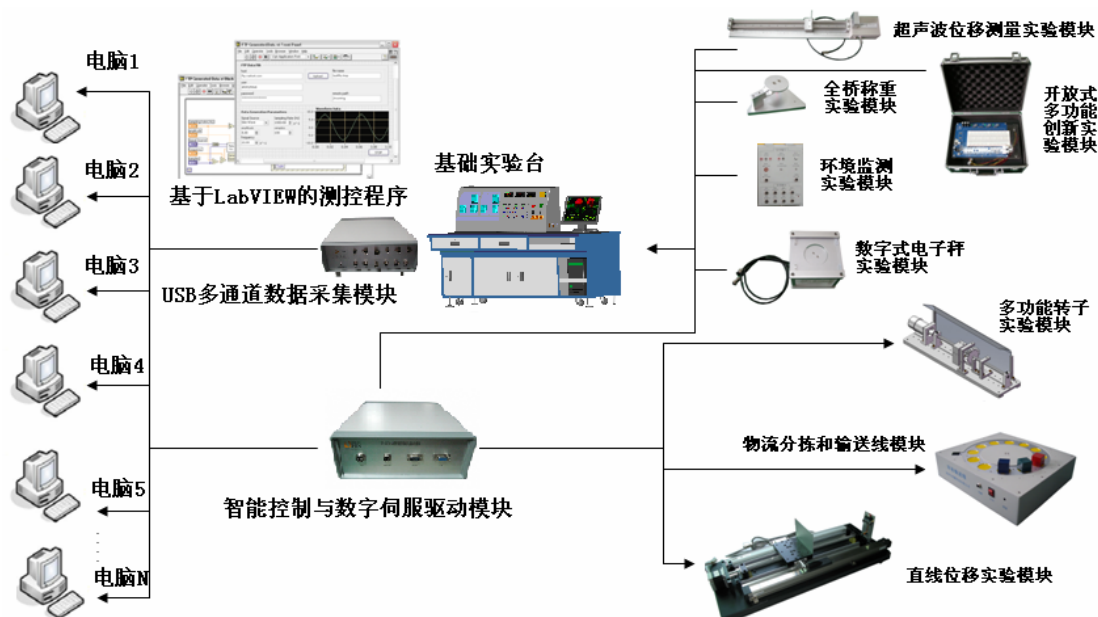 电脑1
电脑2
电脑3
电脑4
电脑5
电脑N
基于LabVIEW的测控程序
USB多通道数据采集模块
基础实验台
智能控制与数字伺服驱动模块
超声波位移测量实验模块
全桥称重
实验模块
开放式
多功能
创新实
验模块
环境监测
实验模块
数字式电子秤
实验模块
多功能转子
实验模块
物流分拣和输送线模块
直线位移实验模块